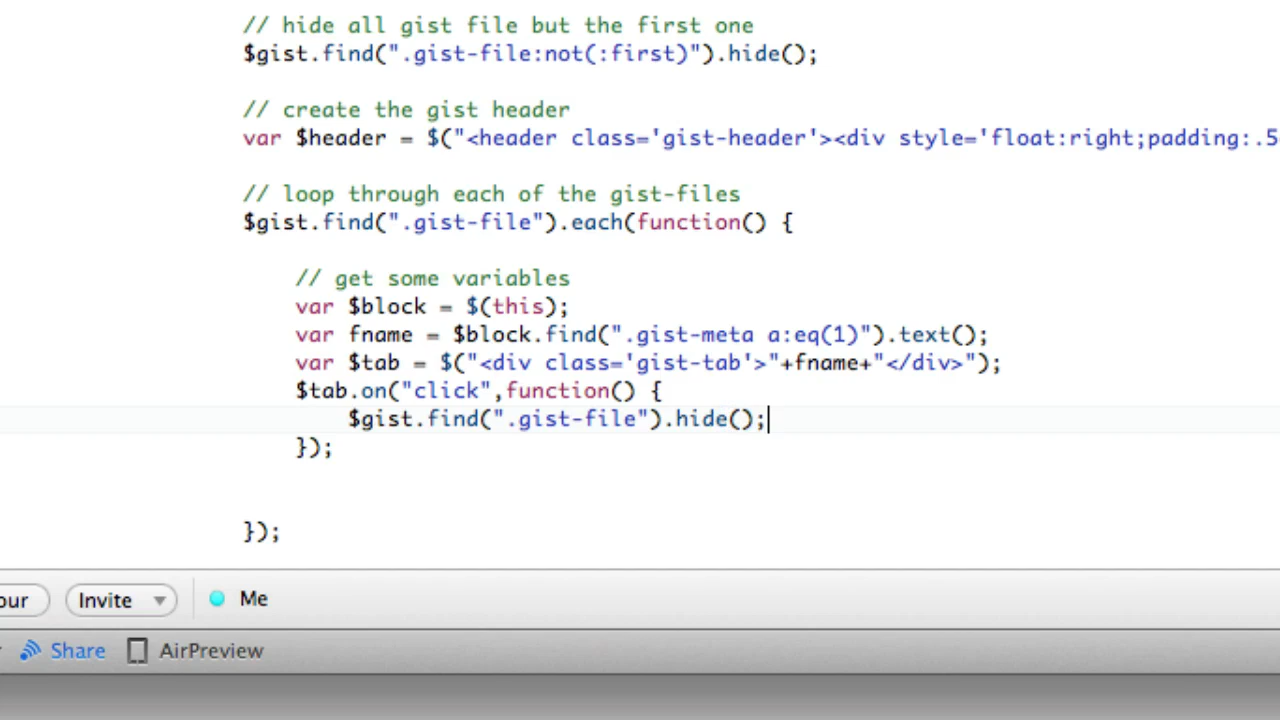 // hide all gist file but the first one
$gist.find(".gist-file:not(:first)").hide();
// create the gist header
var $header = $("<header class='gist-header'><div style='float:right;padding:.5
// loop through each of the gist-files
$gist.find(".gist-file").each(function() {
// get some variables
var $block = $(this);
var fname = $block.find(".gist-meta a:eq(1)").text();
var $tab = $("<div class='gist-tab'>"+fname+"</div>");
$tab.on("click",function() {
$gist.find(".gist-file").hide();
});
});
our Invite Me
Share AirPreview